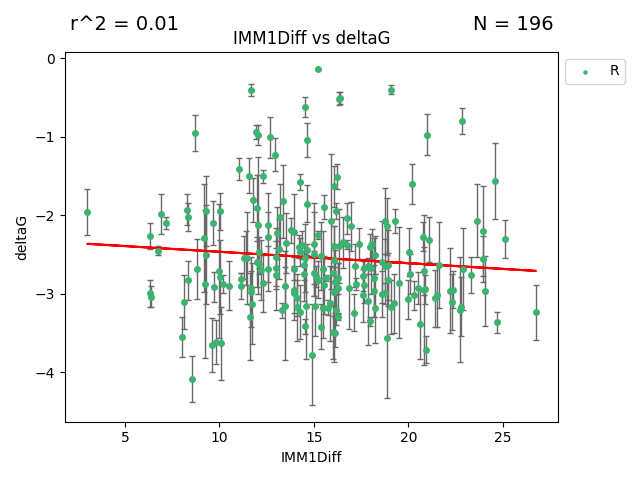 r^2 = 0.01
N = 196
IMM1Diff vs deltaG
R
deltaG
0
−1
−2
−3
−4
5 10 15 20 25
IMM1Diff